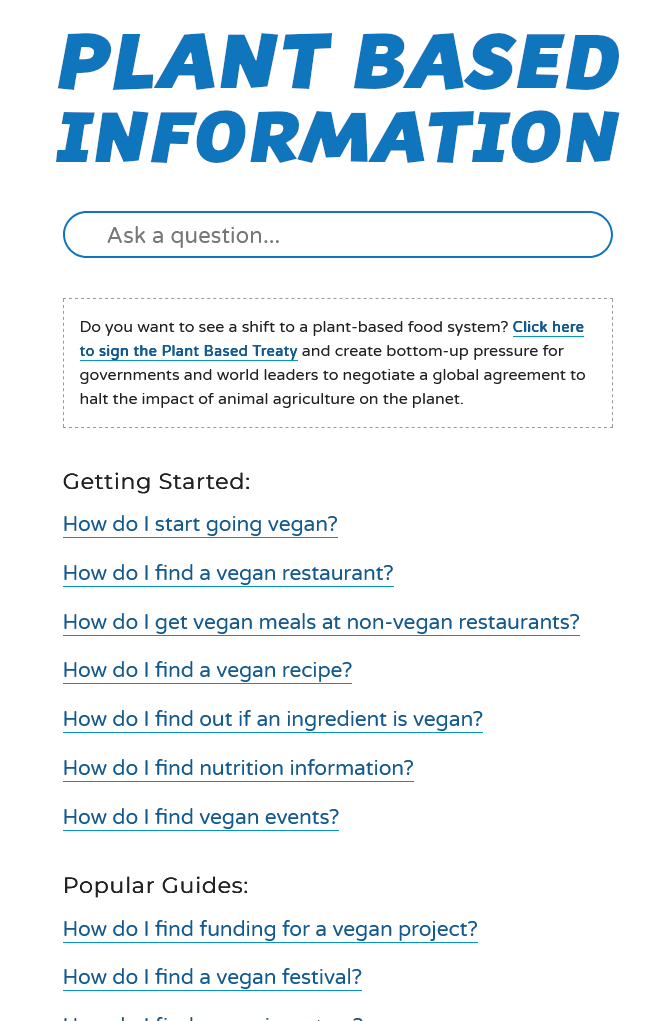 PLANT BASED
INFORMATION
Ask a question...
Do you want to see a shift to a plant-based food system? Click here
to sign the Plant Based Treaty and create bottom-up pressure for
governments and world leaders to negotiate a global agreement to
halt the impact of animal agriculture on the planet.
Getting Started:
How do I start going vegan?
How do I find a vegan restaurant?
How do I get vegan meals at non-vegan restaurants?
How do I find a vegan recipe?
How do I find out if an ingredient is vegan?
How do I find nutrition information?
How do I find vegan events?
Popular Guides:
How do I find funding for a vegan project?
How do I find a vegan festival?